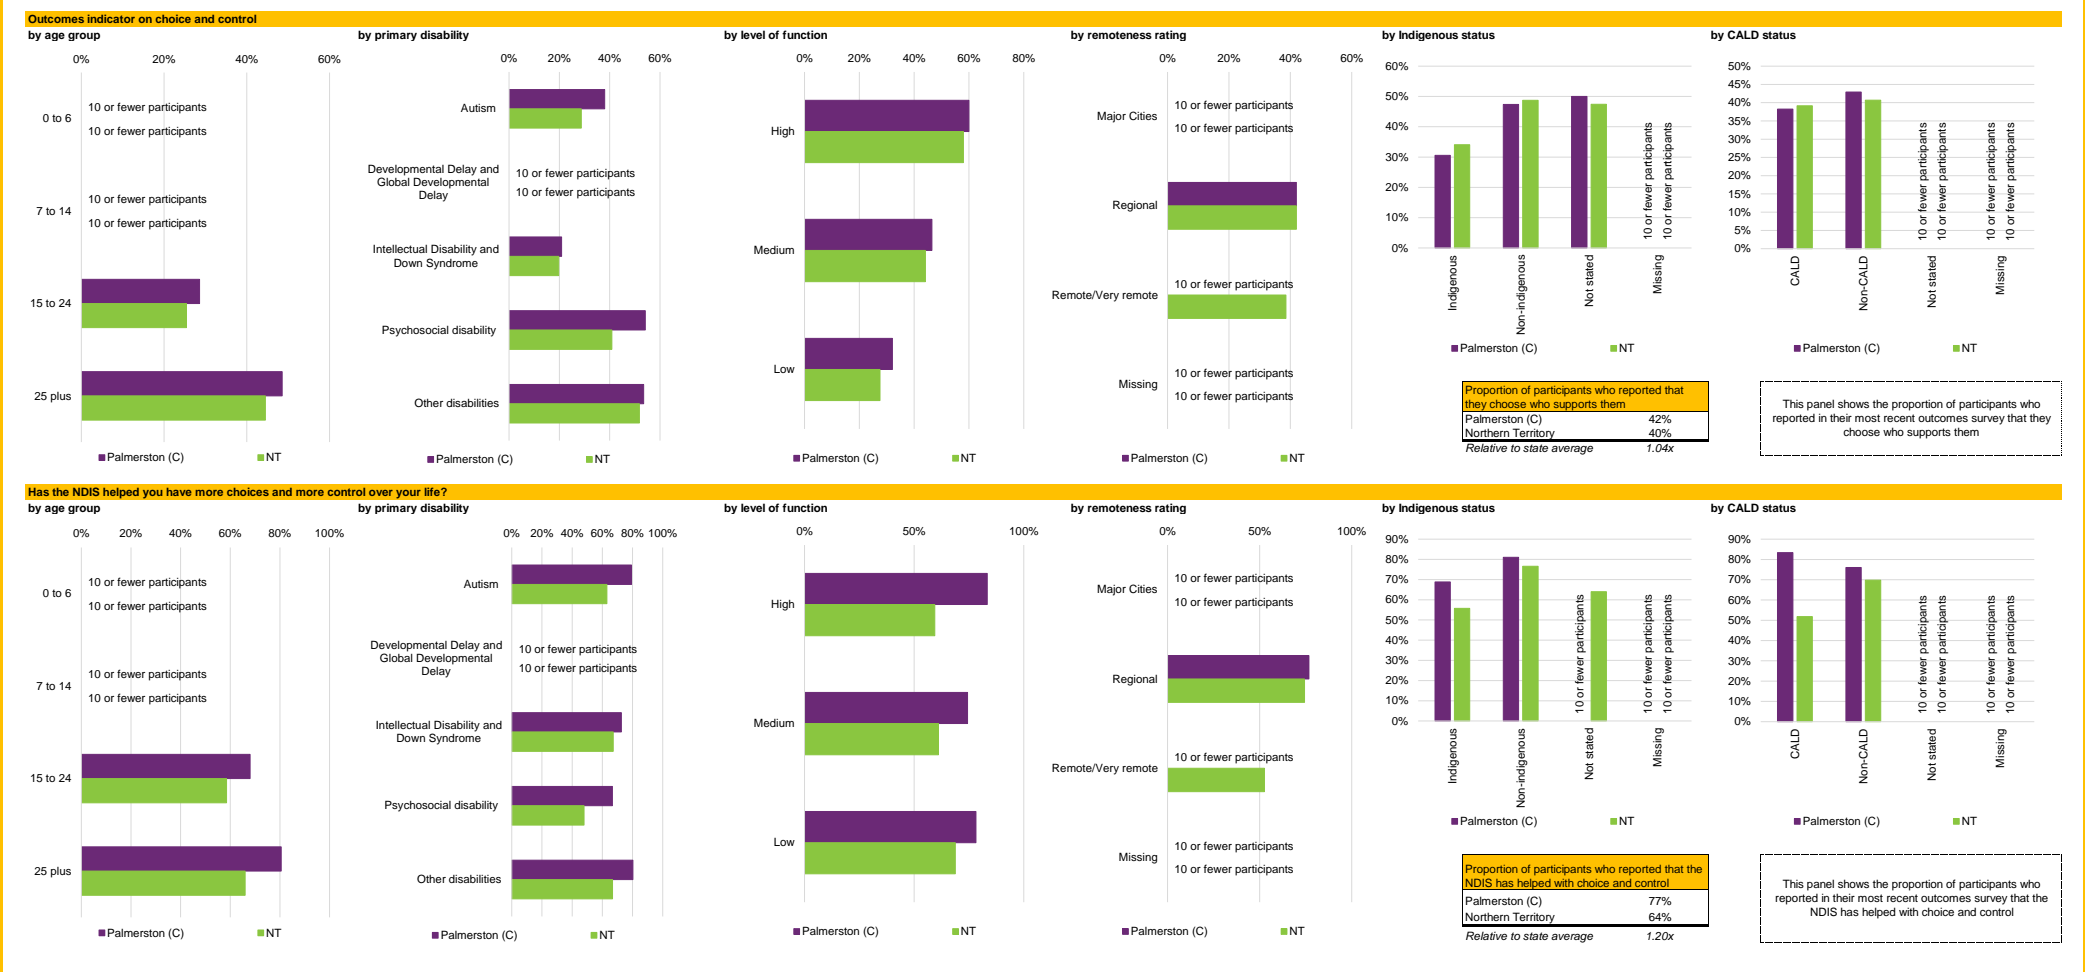 Outcomes indicator on choice and control
by age group
0%
20%
40%
60%
0 to 6
10 or fewer participants
10 or fewer participants
7 to 14
10 or fewer participants
10 or fewer participants
15 to 24
25 plus
Palmerston (C)
NT
by primary disability
0%
20%
40%
60%
Autism
Developmental Delay and
Global Developmental
Delay
10 or fewer participants
10 or fewer participants
Intellectual Disability and
Down Syndrome
Psychosocial disability
Other disabilities
Palmerston (C)
NT
by level of function
0%
20%
40%
60%
80%
High
Medium
Low
Palmerston (C)
NT
by remoteness rating
0%
20%
40%
60%
Major Cities
10 or fewer participants
10 or fewer participants
Regional
Remote/Very remote
10 or fewer participants
Missing
10 or fewer participants
10 or fewer participants
Palmerston (C)
NT
by Indigenous status
60%
50%
40%
30%
20%
10%
0%
10 or fewer participants
10 or fewer participants
Indigenous
Non-indigenous
Not stated
Missing
Palmerston (C)
NT
Proportion of participants who reported that
they choose who supports them
Palmerston (C) 42%
Northern Territory 40%
Relative to state average 1.04x
by CALD status
50%
45%
40%
35%
30%
25%
20%
15%
10%
5%
0%
10 or fewer participants
10 or fewer participants
10 or fewer participants
10 or fewer participants
CALD
Non-CALD
Not stated
Missing
Palmerston (C)
NT
This panel shows the proportion of participants who
reported in their most recent outcomes survey that they
choose who supports them
Has the NDIS helped you have more choices and more control over your life?
by age group
0%
20%
40%
60%
80%
100%
0 to 6
10 or fewer participants
10 or fewer participants
7 to 14
10 or fewer participants
10 or fewer participants
15 to 24
25 plus
Palmerston (C)
NT
by primary disability
0%
20%
40%
60%
80%
100%
Autism
Developmental Delay and
Global Developmental
Delay
10 or fewer participants
10 or fewer participants
Intellectual Disability and
Down Syndrome
Psychosocial disability
Other disabilities
Palmerston (C)
NT
by level of function
0%
50%
100%
High
Medium
Low
Palmerston (C)
NT
by remoteness rating
0%
50%
100%
Major Cities
10 or fewer participants
10 or fewer participants
Regional
Remote/Very remote
10 or fewer participants
Missing
10 or fewer participants
10 or fewer participants
Palmerston (C)
NT
by Indigenous status
90%
80%
70%
60%
50%
40%
30%
20%
10%
0%
10 or fewer participants
10 or fewer participants
10 or fewer participants
Indigenous
Non-indigenous
Not stated
Missing
Palmerston (C)
NT
Proportion of participants who reported that the
NDIS has helped with choice and control
Palmerston (C) 77%
Northern Territory 64%
Relative to state average 1.20x
by CALD status
90%
80%
70%
60%
50%
40%
30%
20%
10%
0%
10 or fewer participants
10 or fewer participants
10 or fewer participants
10 or fewer participants
CALD
Non-CALD
Not stated
Missing
Palmerston (C)
NT
This panel shows the proportion of participants who
reported in their most recent outcomes survey that the
NDIS has helped with choice and control